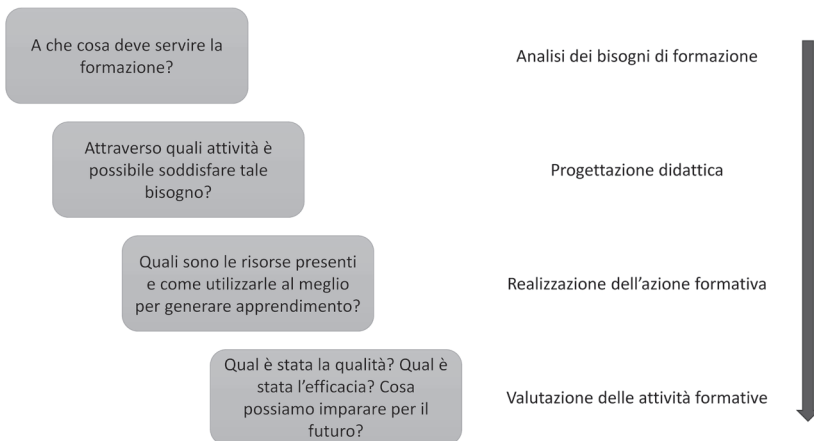 A che cosa deve servire la
formazione?
Analisi dei bisogni di formazione
Attraverso quali attività è
possibile soddisfare tale
bisogno?
Progettazione didattica
Quali sono le risorse presenti
e come utilizzarle al meglio
per generare apprendimento?
Realizzazione dell’azione formativa
Qual è stata la qualità? Qual è
stata l’efficacia? Cosa
possiamo imparare per il
futuro?
Valutazione delle attività formative